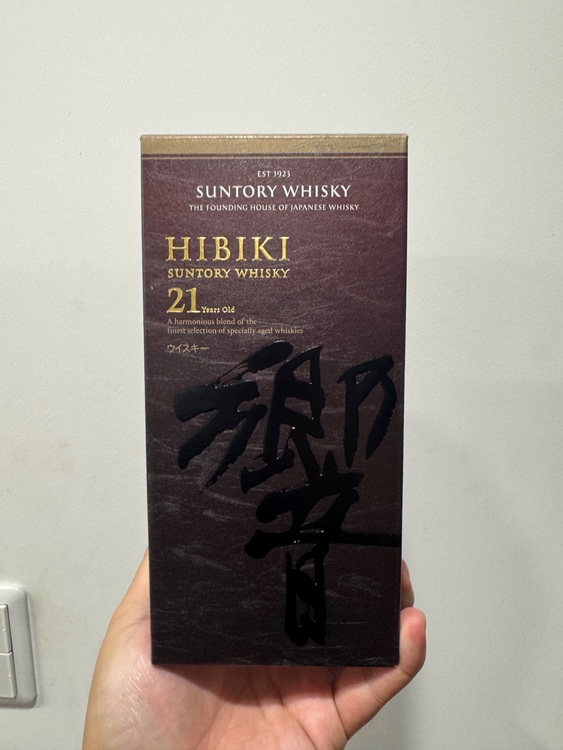 EST 1923
SUNTORY WHISKY
THE FOUNDING HOUSE OF JAPANESE WHISKY
HIBIKI
SUNTORY WHISKY
21 Years Old
A harmonious blend of the
finest selection of specially aged whiskies
ウイスキー
響